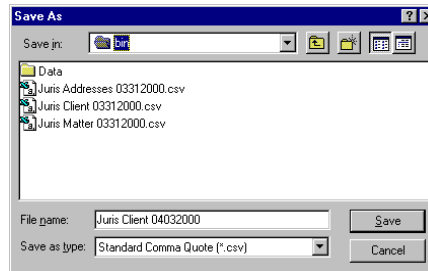 Save As
Save in: bin
Data
Juris Addresses 03312000.csv
Juris Client 03312000.csv
Juris Matter 03312000.csv
File name: Juris Client 04032000 Save
Save as type: Standard Comma Quote (*.csv) Cancel